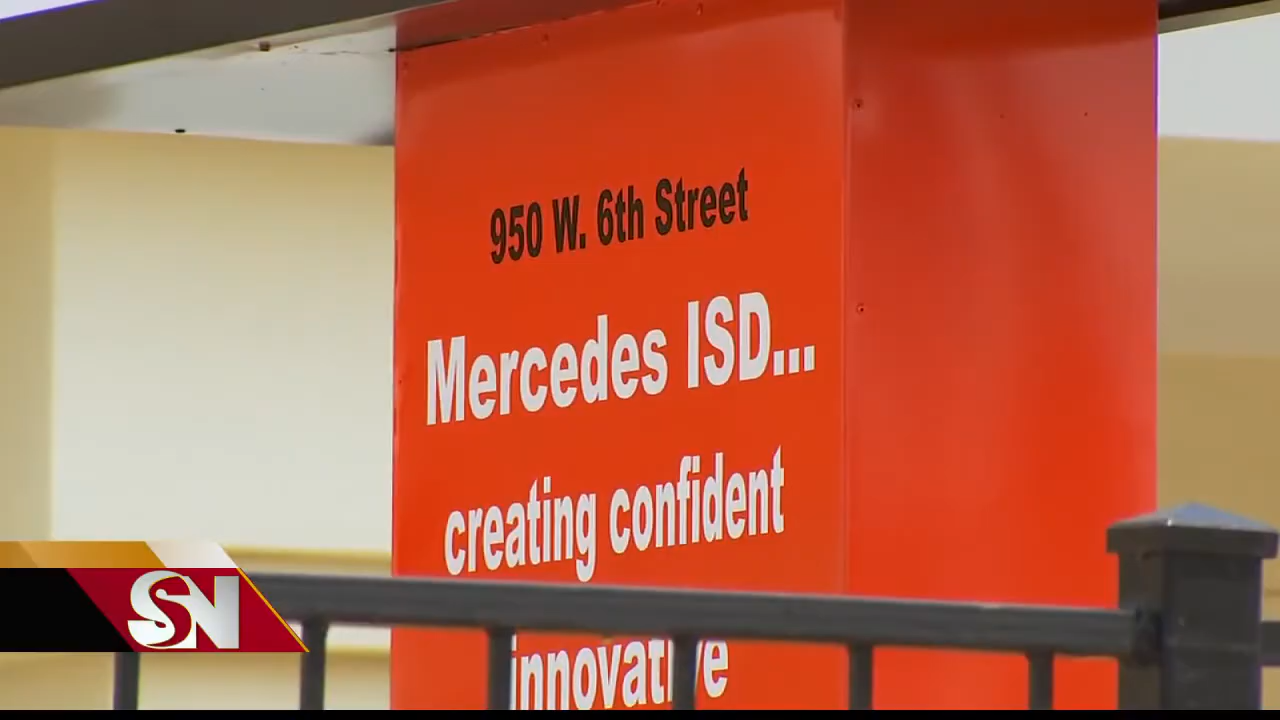 950 W. 6th Street
Mercedes ISD...
creating confident
innovative
SN